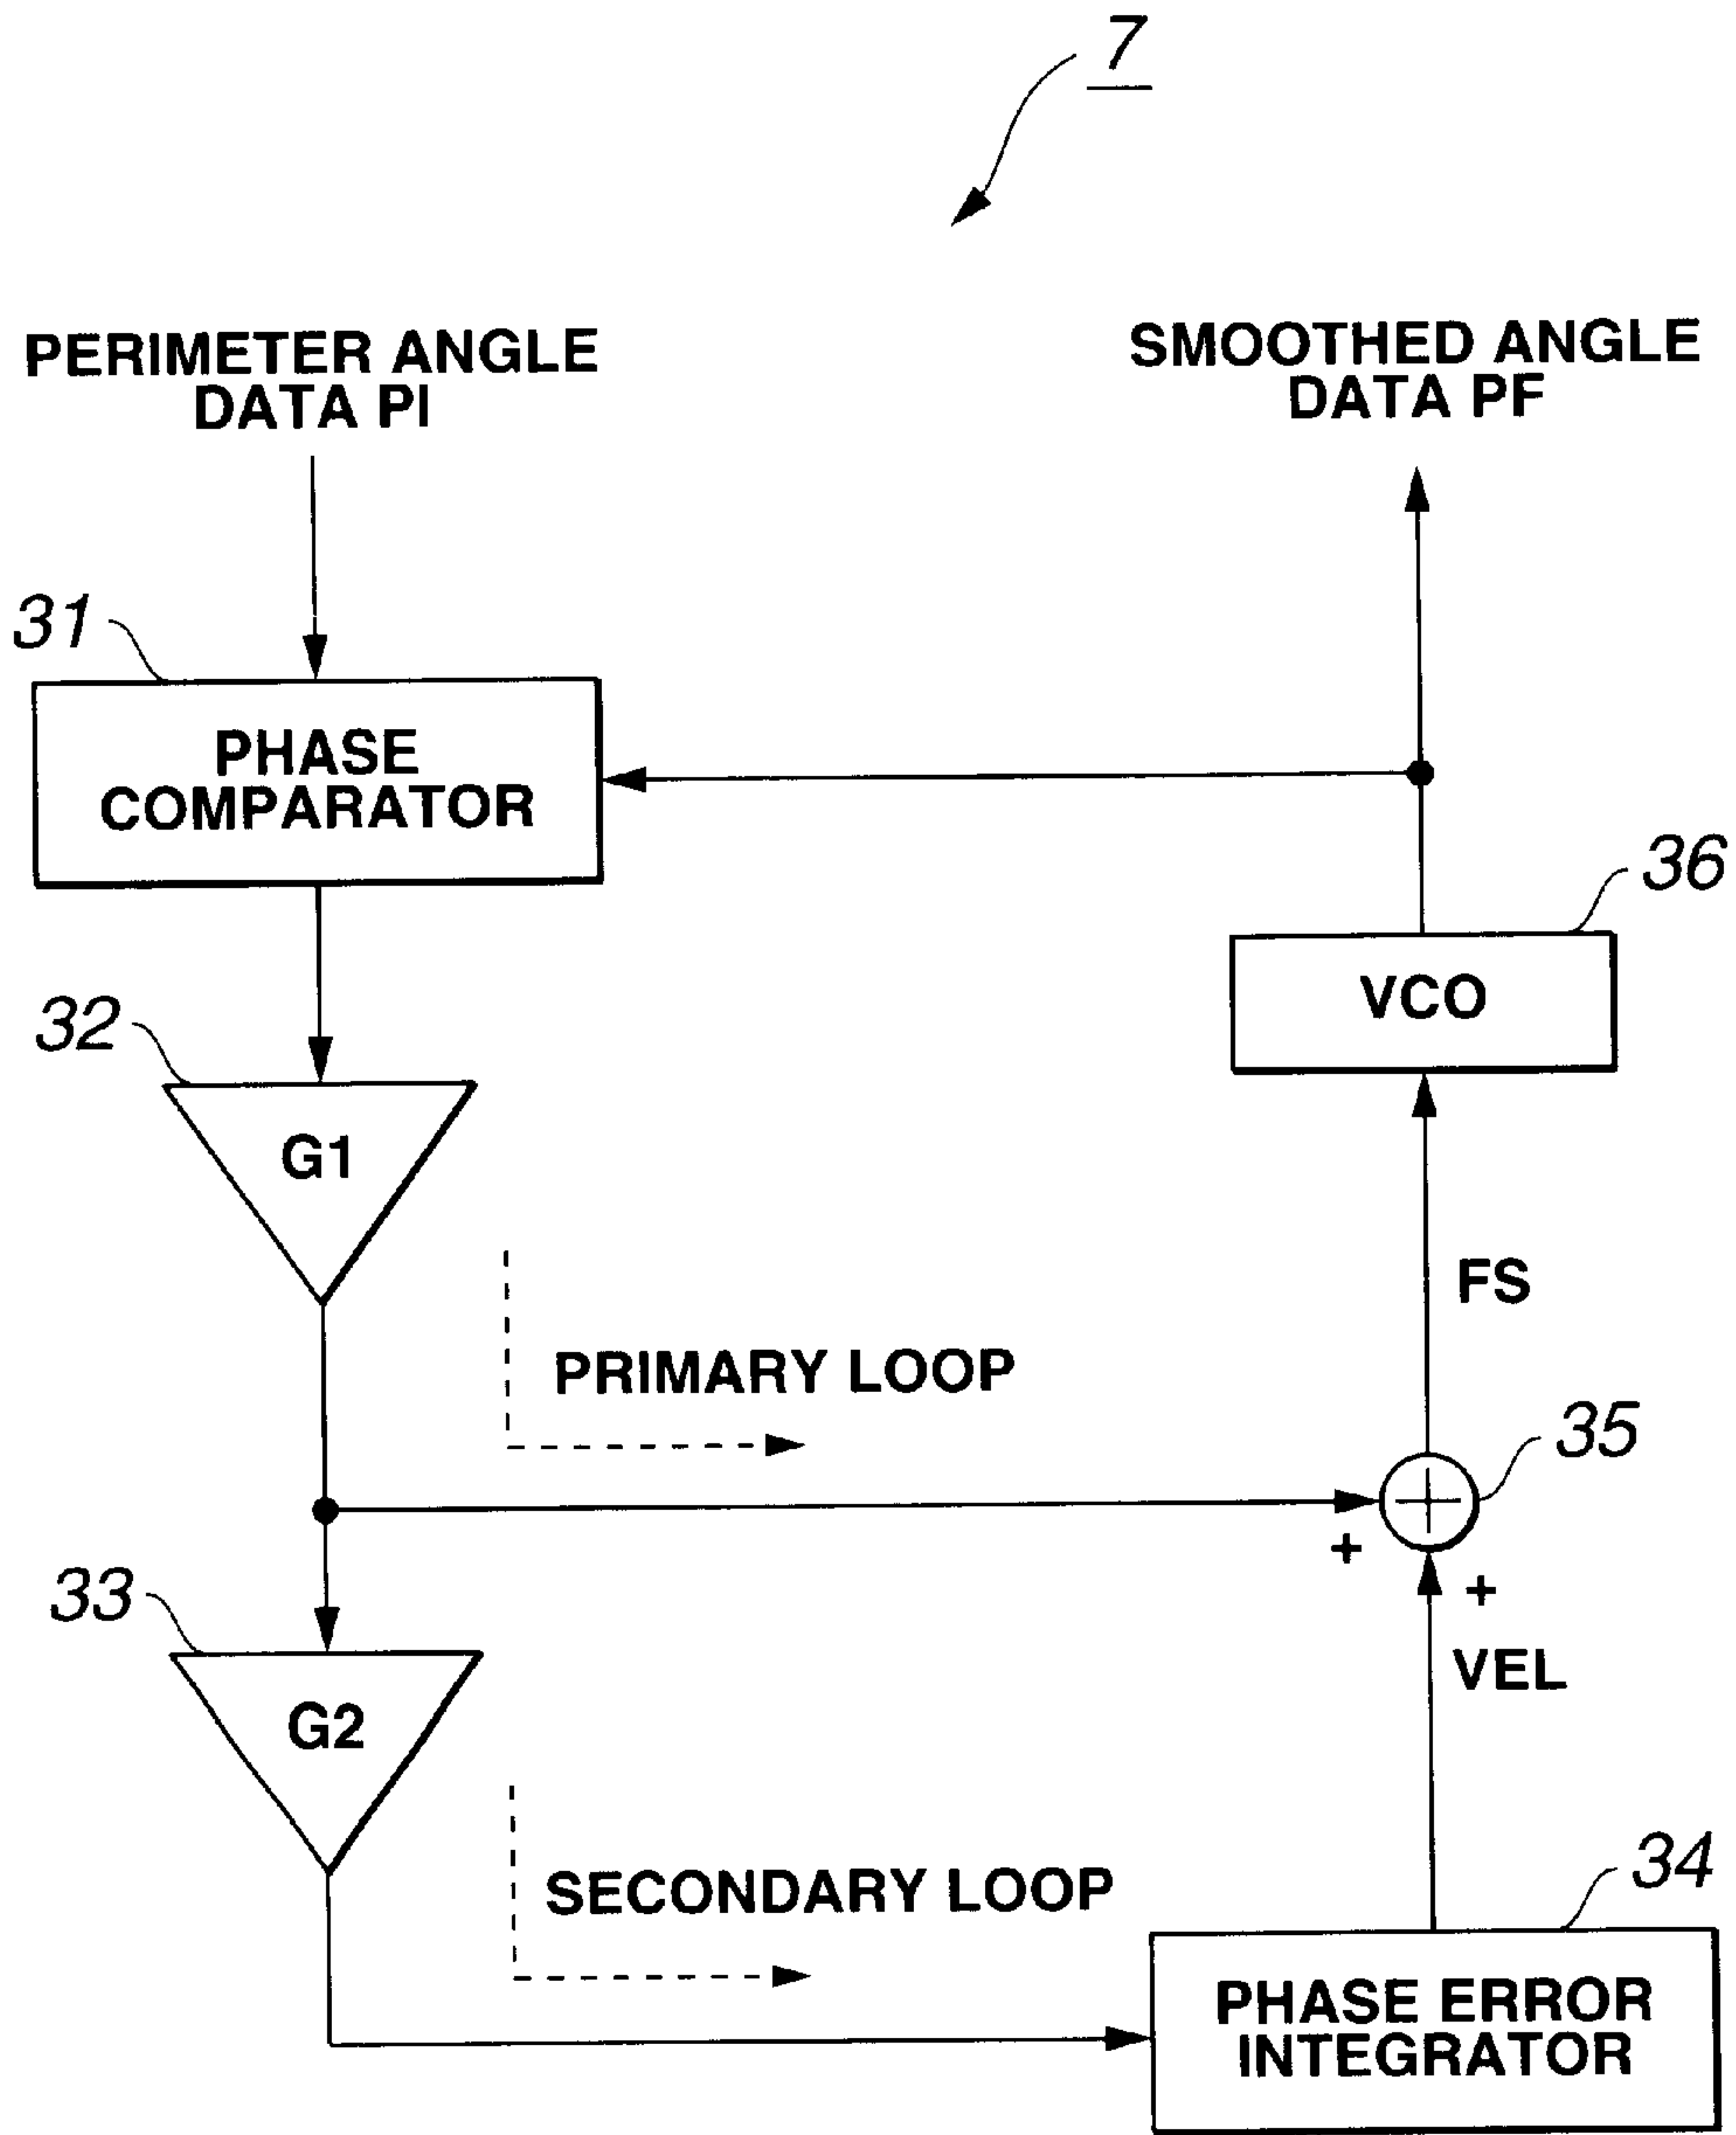 7
PERIMETER ANGLE
DATA PI
SMOOTHED ANGLE
DATA PF
31
PHASE
COMPARATOR
36
VCO
32
G1
FS
PRIMARY LOOP
35
+
33
+
VEL
G2
34
SECONDARY LOOP
PHASE ERROR
INTEGRATOR